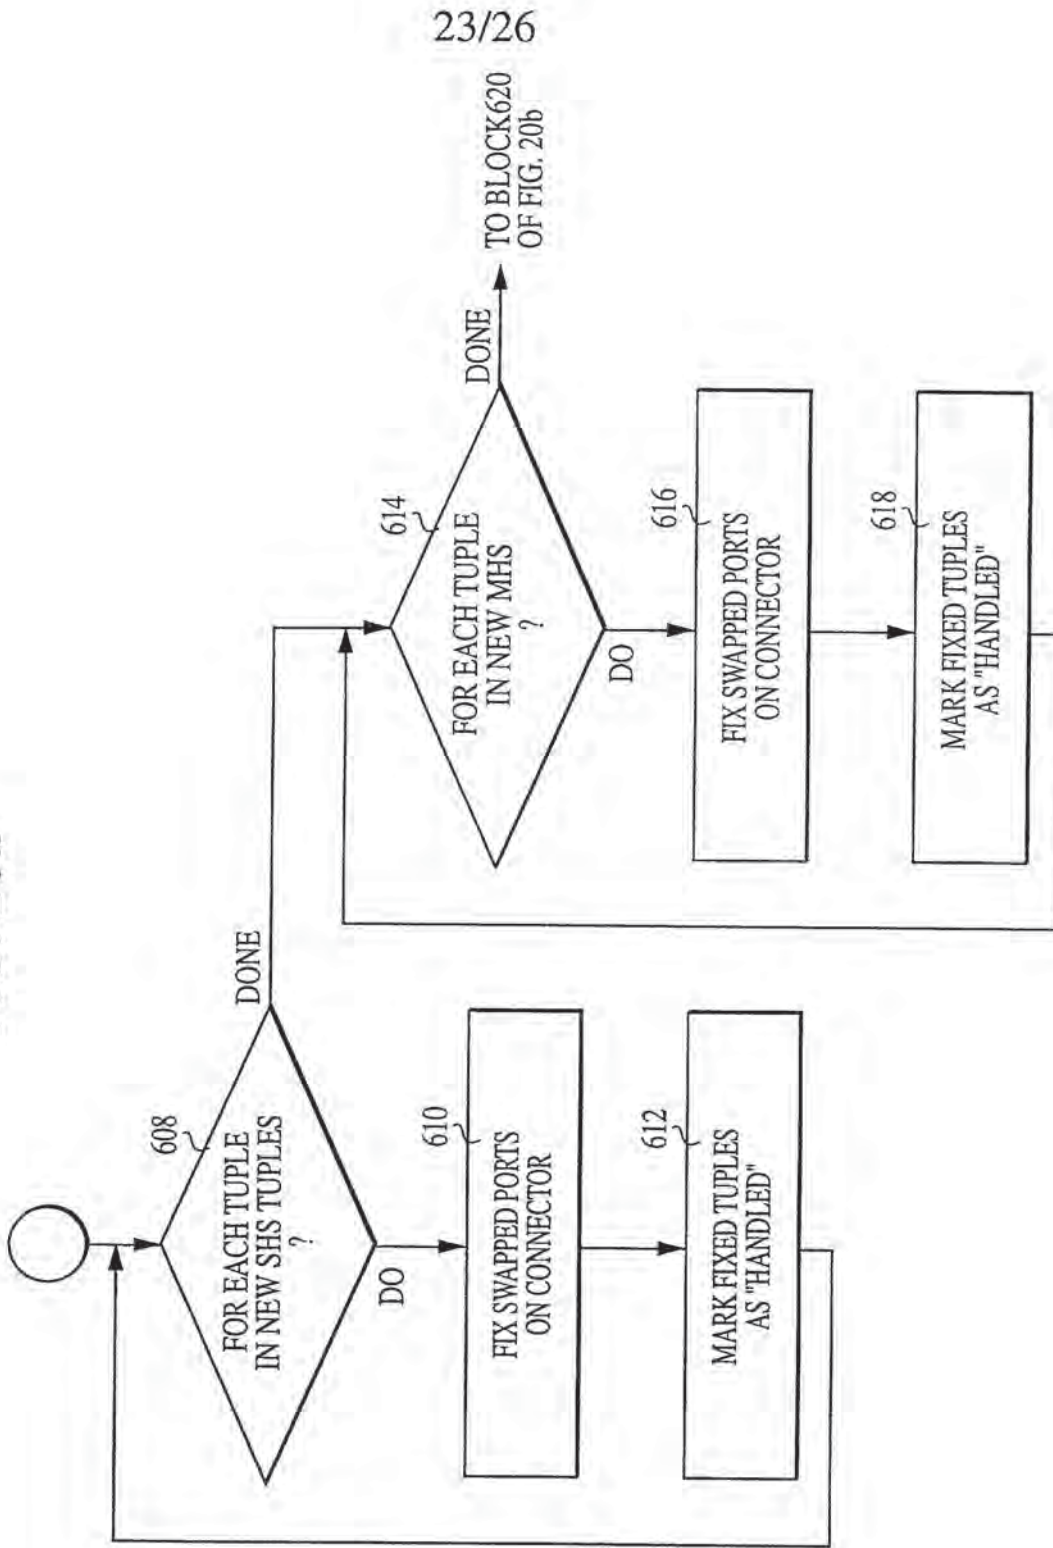 23/26
608
FOR EACH TUPLE
IN NEW SHS TUPLES
?
DONE
DO
610
FIX SWAPPED PORTS
ON CONNECTOR
612
MARK FIXED TUPLES
AS "HANDLED"
614
FOR EACH TUPLE
IN NEW MHS
?
DONE
TO BLOCK620
OF FIG. 20b
DO
616
FIX SWAPPED PORTS
ON CONNECTOR
618
MARK FIXED TUPLES
AS "HANDLED"